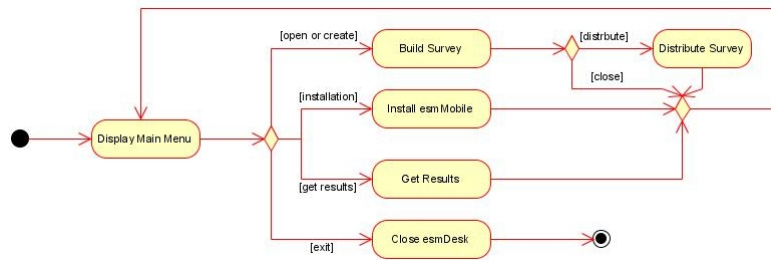 [open or create]
Build Survey
[distrbute]
Distribute Survey
[close]
[installation]
Install esmMobile
Display Main Menu
Get Results
[get results]
Close esmDesk
[exit]